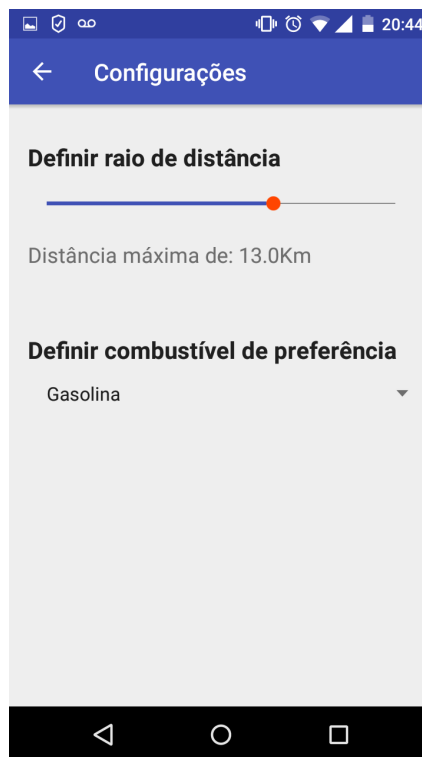 20:44
Configurações
Definir raio de distância
Distância máxima de: 13.0Km
Definir combustível de preferência
Gasolina